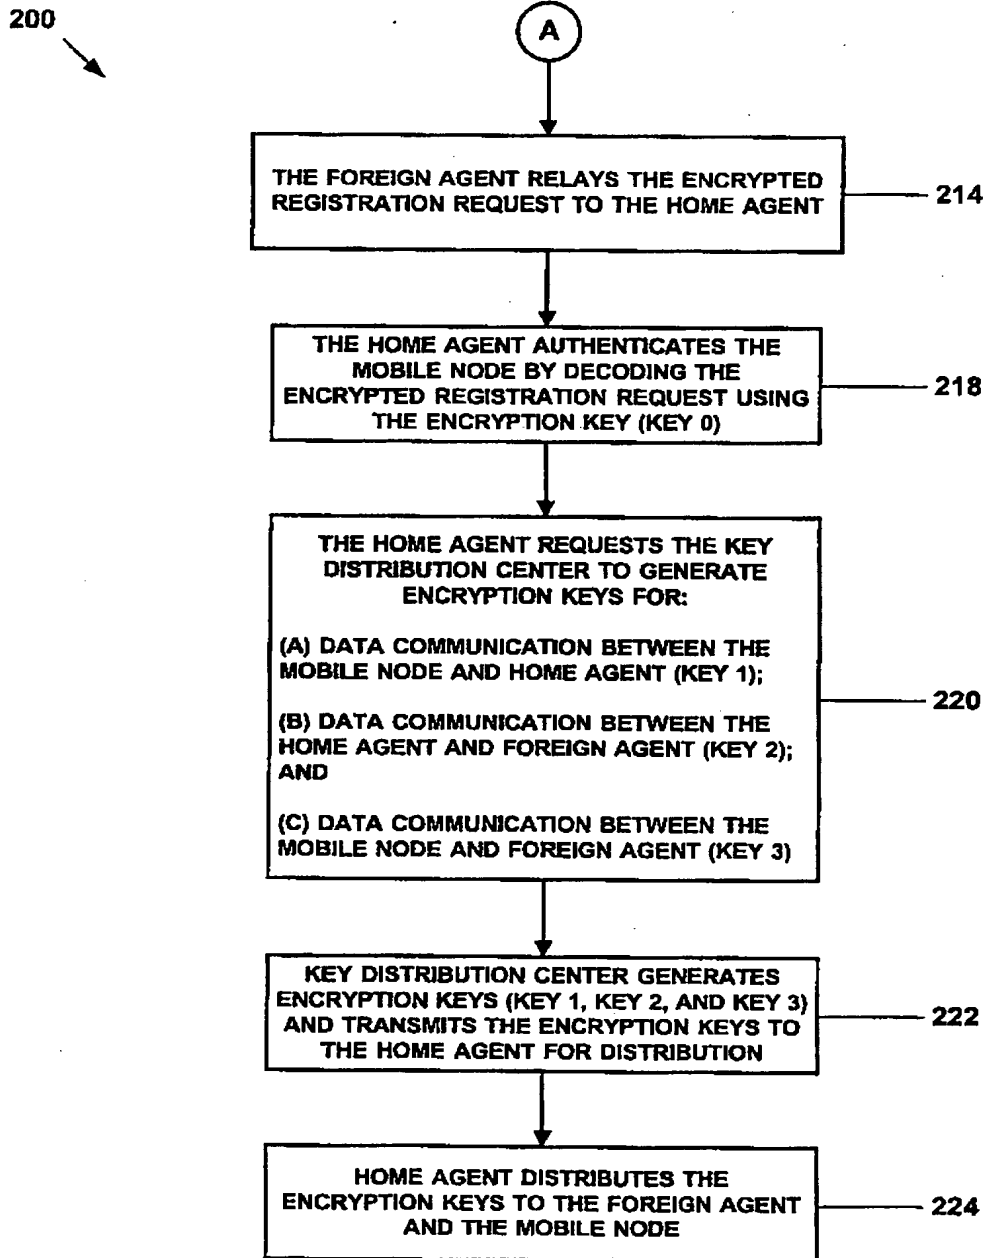 200
A
THE FOREIGN AGENT RELAYS THE ENCRYPTED
REGISTRATION REQUEST TO THE HOME AGENT
214
THE HOME AGENT AUTHENTICATES THE
MOBILE NODE BY DECODING THE
ENCRYPTED REGISTRATION REQUEST USING
THE ENCRYPTION KEY (KEY 0)
218
THE HOME AGENT REQUESTS THE KEY
DISTRIBUTION CENTER TO GENERATE
ENCRYPTION KEYS FOR:
(A) DATA COMMUNICATION BETWEEN THE
MOBILE NODE AND HOME AGENT (KEY 1);
(B) DATA COMMUNICATION BETWEEN THE
HOME AGENT AND FOREIGN AGENT (KEY 2);
AND
(C) DATA COMMUNICATION BETWEEN THE
MOBILE NODE AND FOREIGN AGENT (KEY 3)
220
KEY DISTRIBUTION CENTER GENERATES
ENCRYPTION KEYS (KEY 1, KEY 2, AND KEY 3)
AND TRANSMITS THE ENCRYPTION KEYS TO
THE HOME AGENT FOR DISTRIBUTION
222
HOME AGENT DISTRIBUTES THE
ENCRYPTION KEYS TO THE FOREIGN AGENT
AND THE MOBILE NODE
224